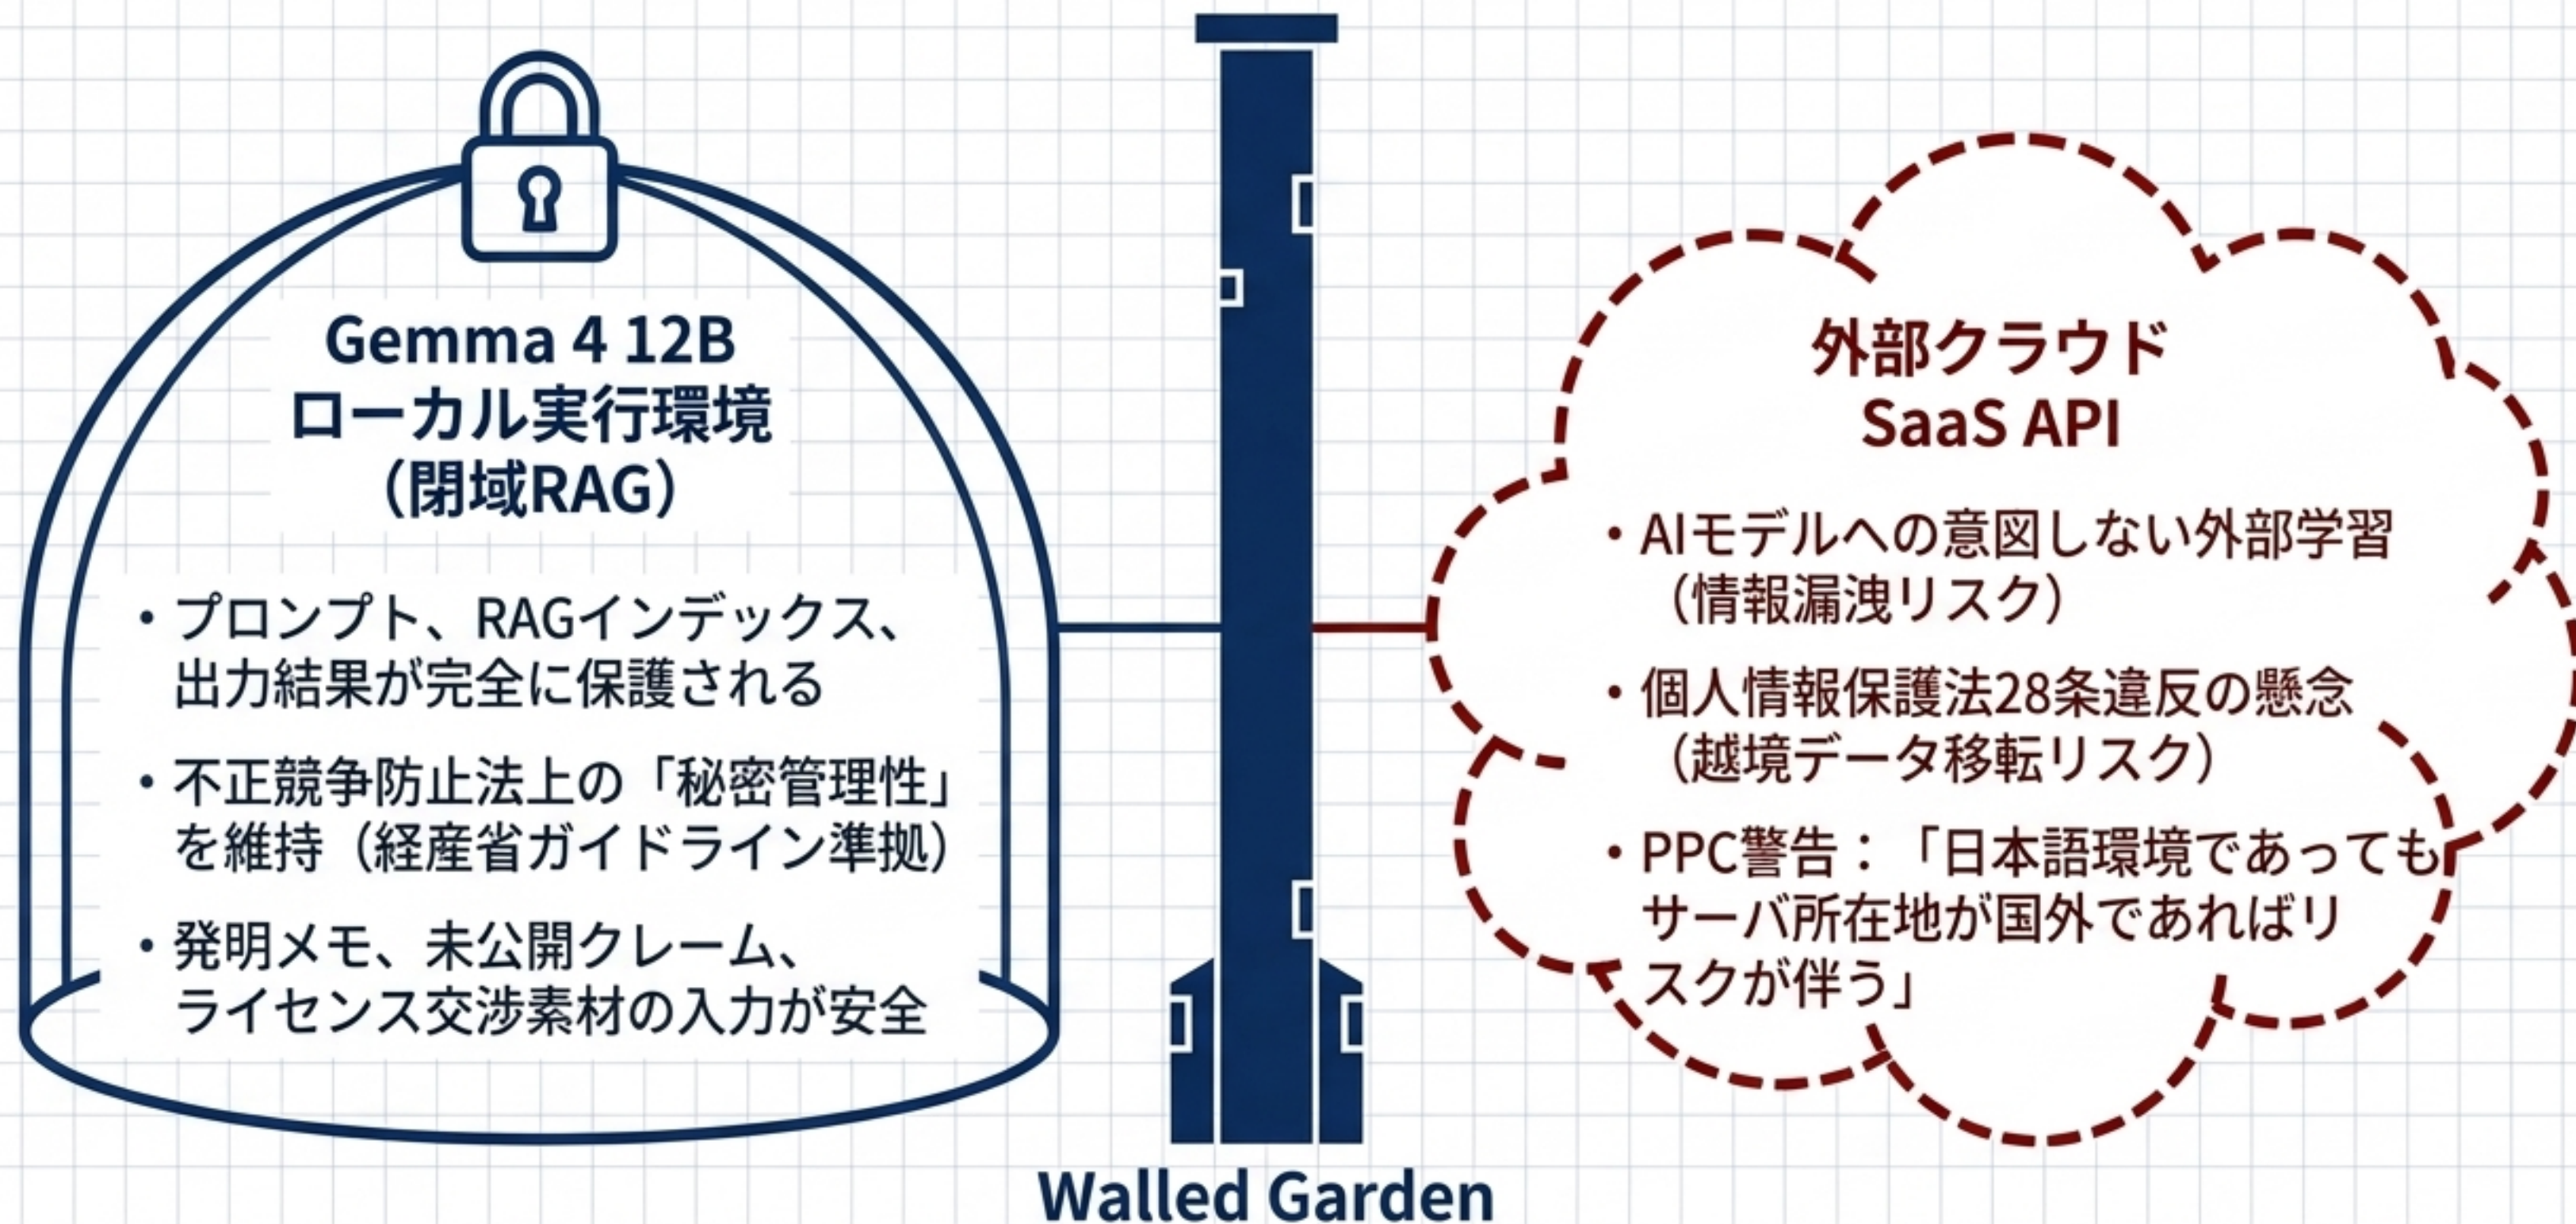 Gemma 4 12B
ローカル実行環境
（閉域RAG）
・プロンプト、RAGインデックス、
出力結果が完全に保護される
・不正競争防止法上の「秘密管理性」
を維持（経産省ガイドライン準拠）
・発明メモ、未公開クレーム、
ライセンス交渉素材の入力が安全
Walled Garden
外部クラウド
SaaS API
・AIモデルへの意図しない外部学習
（情報漏洩リスク）
・個人情報保護法28条違反の懸念
（越境データ移転リスク）
・PPC警告：「日本語環境であっても
サーバ所在地が国外であればリ
スクが伴う」